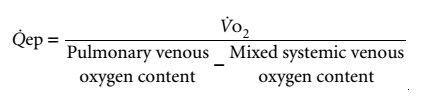 V̇o₂
Q̇ep =
Pulmonary venous − Mixed systemic venous
oxygen content oxygen content
.